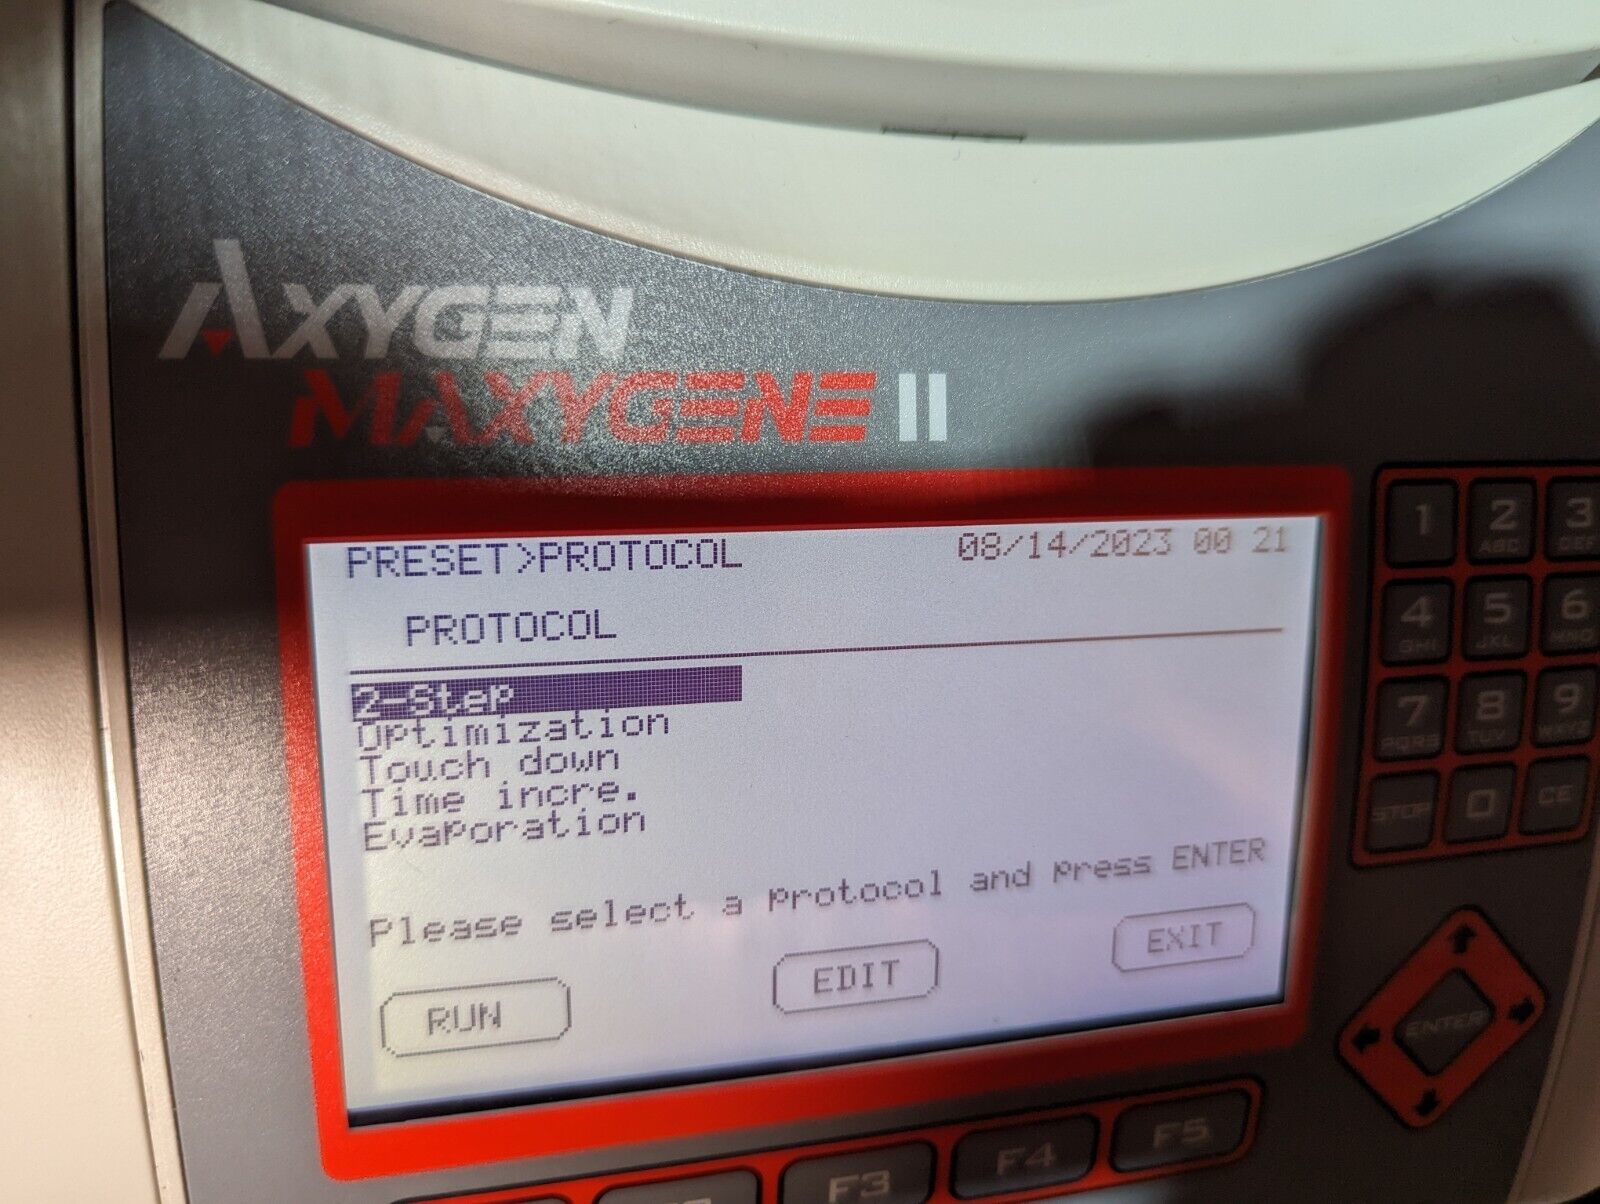 AXYGEN
MAXYGENE II
PRESET>PROTOCOL 08/14/2023 00 21
PROTOCOL
2-Step
Optimization
Touch down
Time incre.
Evaporation
Please select a protocol and press ENTER
RUN EDIT EXIT
1 2 ABC 3 DEF
4 GHI 5 JKL 6 MNO
7 PQRS 8 TUV 9 WXYZ
STOP 0 CE
ENTER
F3 F4 F5